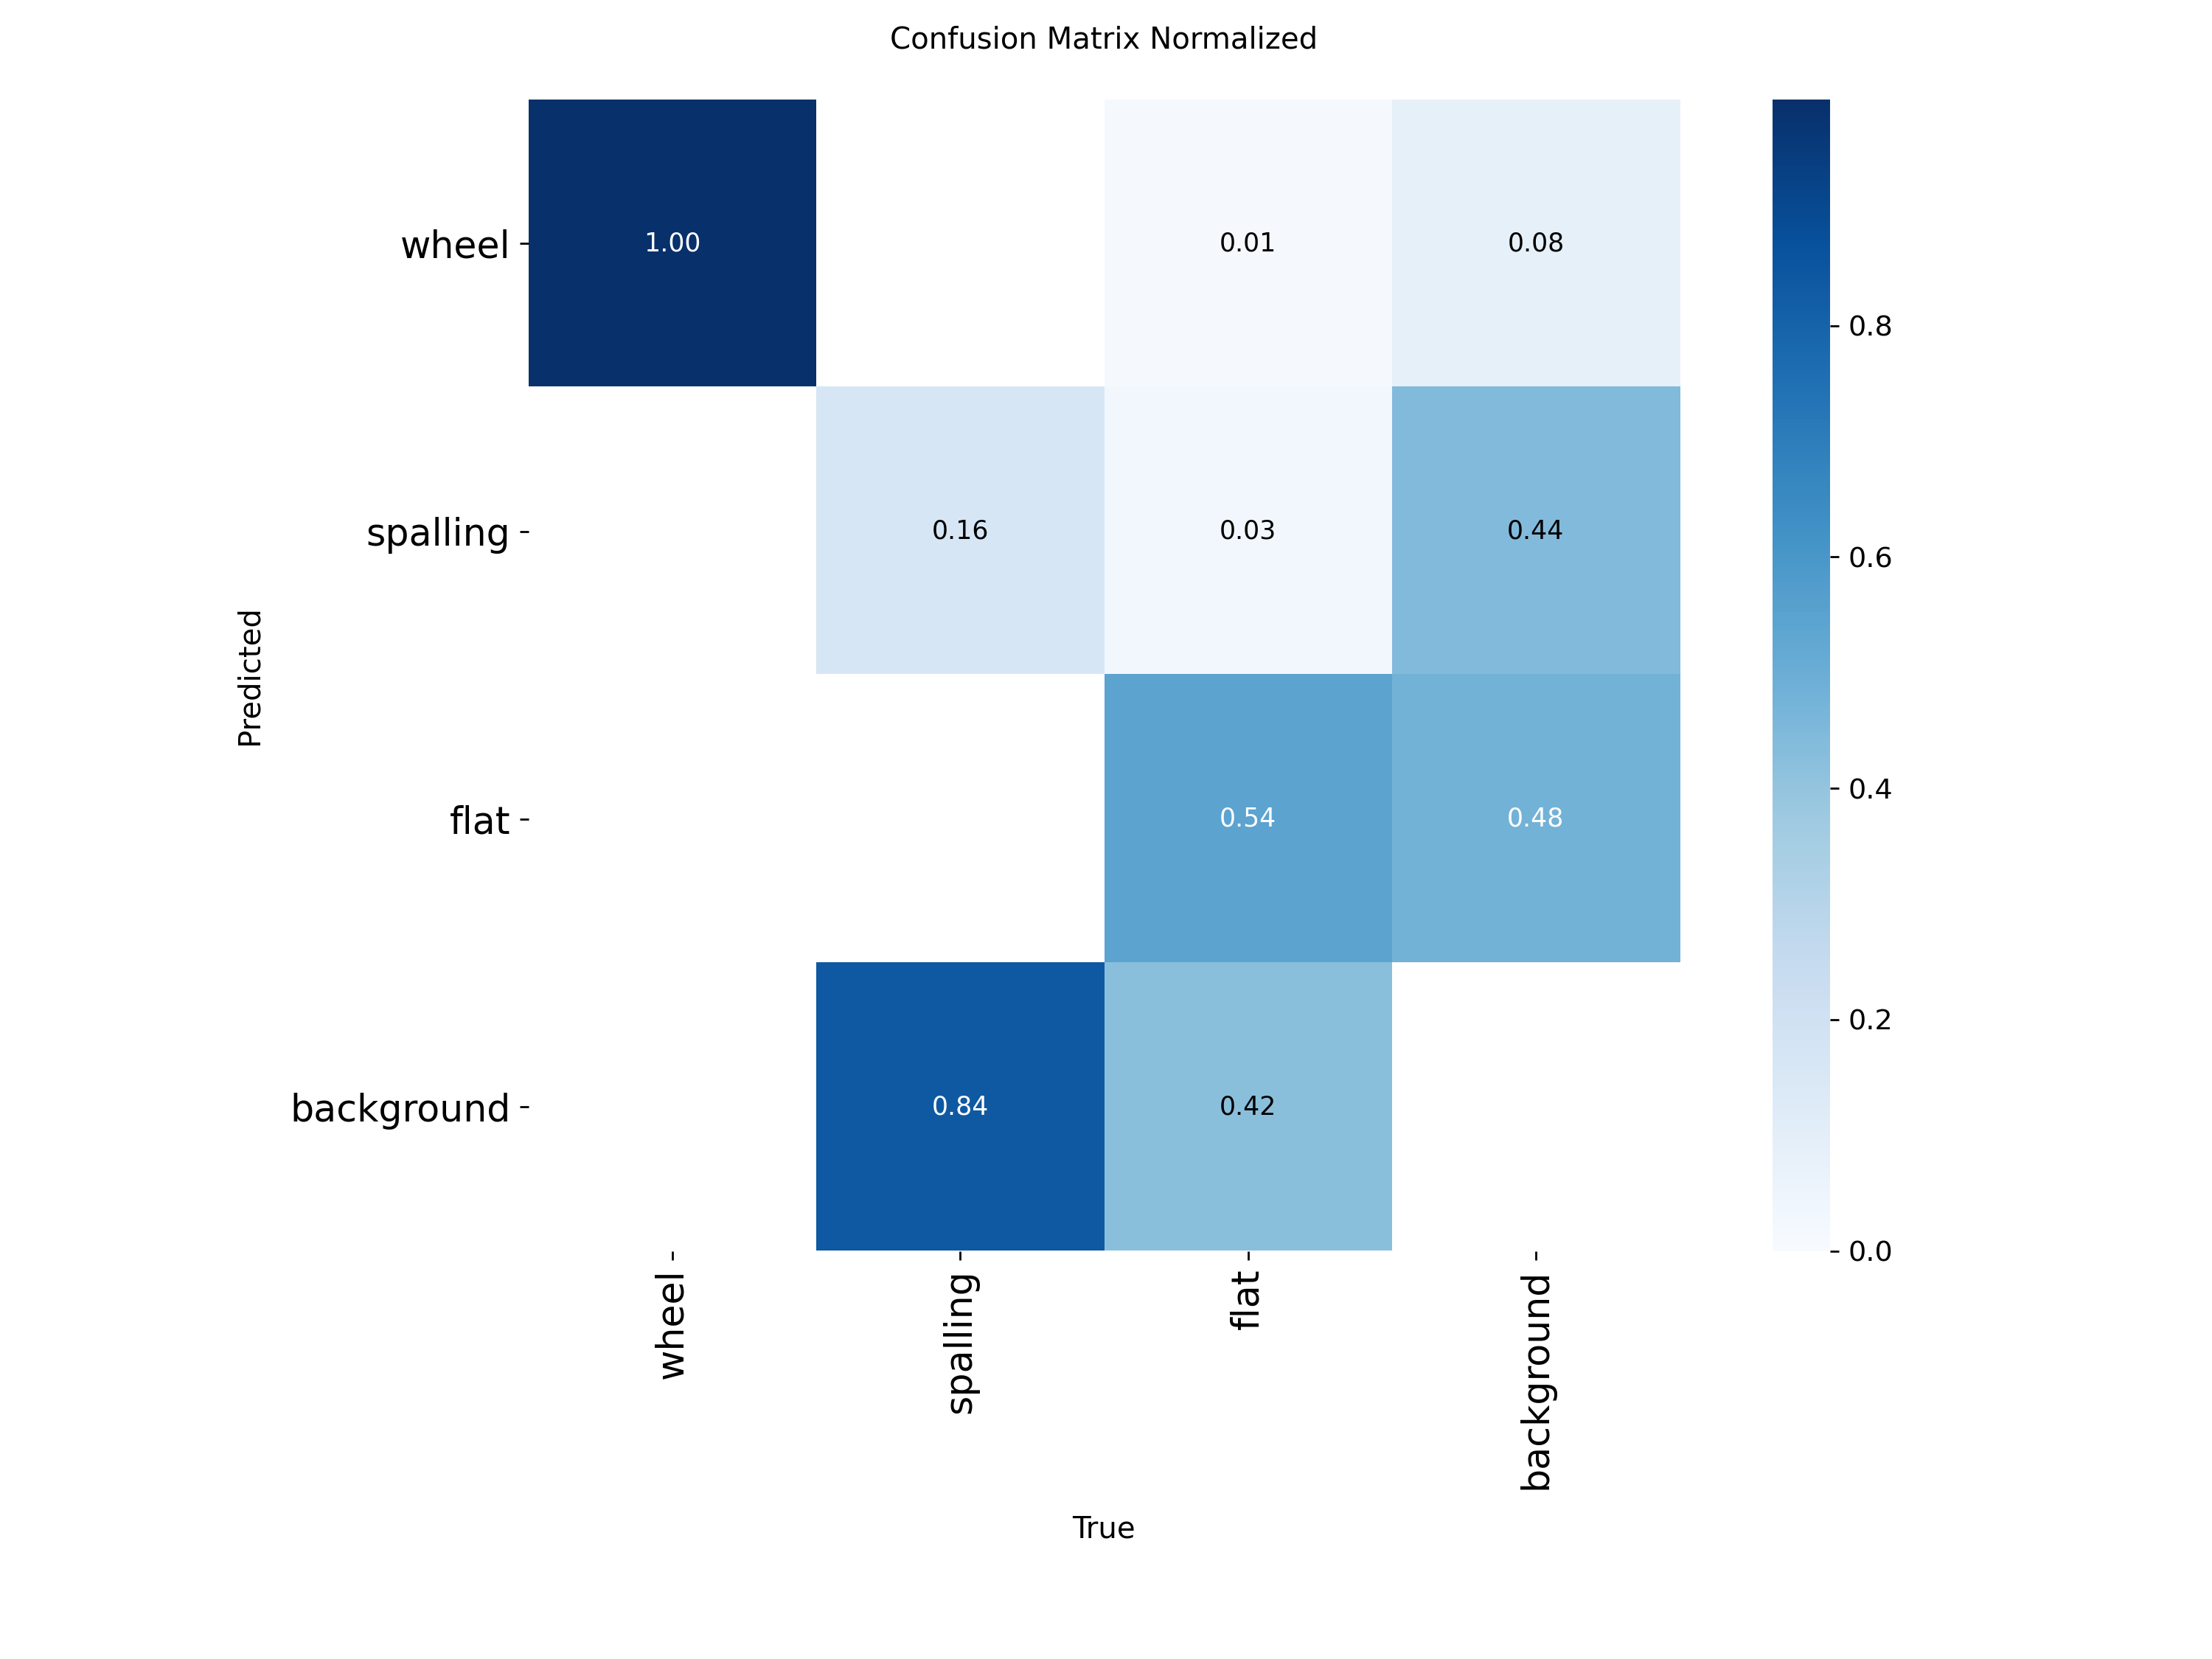 Confusion Matrix Normalized
wheel
1.00
0.01
0.08
spalling
0.16
0.03
0.44
flat
0.54
0.48
background
0.84
0.42
Predicted
wheel
spalling
flat
background
True
0.8
0.6
0.4
0.2
0.0